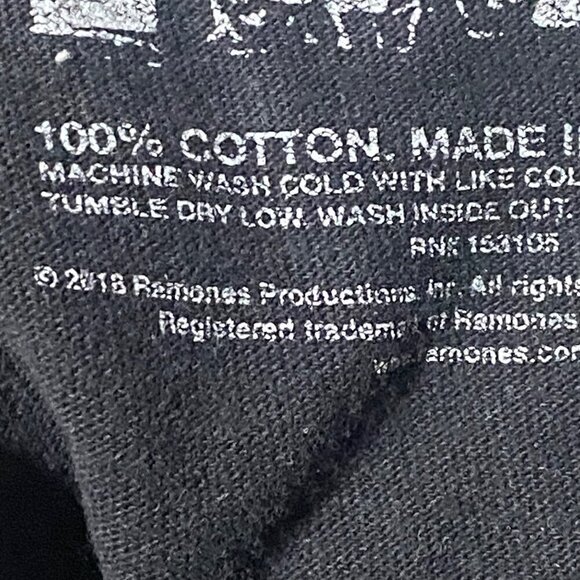 100% COTTON. MADE I
MACHINE WASH COLD WITH LIKE COL
TUMBLE DRY LOW. WASH INSIDE OUT.
RN# 153105
© 2018 Ramones Productions Inc. All rights
Registered trademark of Ramones
amones.com